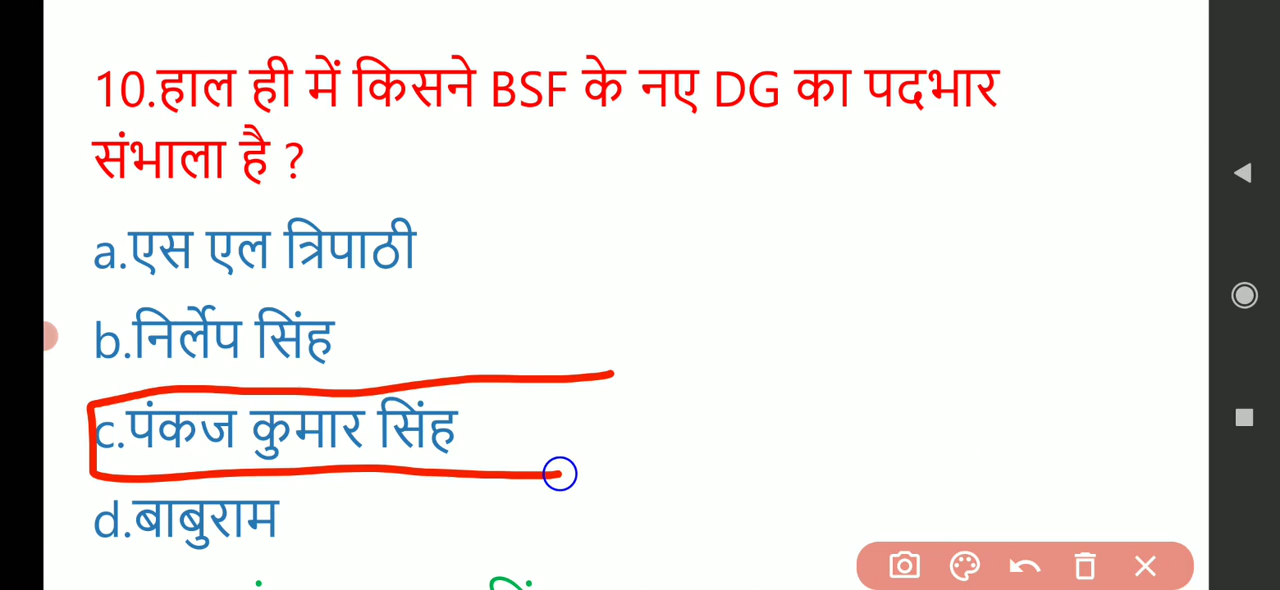 10.हाल ही में किसने BSF के नए DG का पदभार
संभाला है ?
a.एस एल त्रिपाठी
b.निर्लेप सिंह
c.पंकज कुमार सिंह
d.बाबुराम